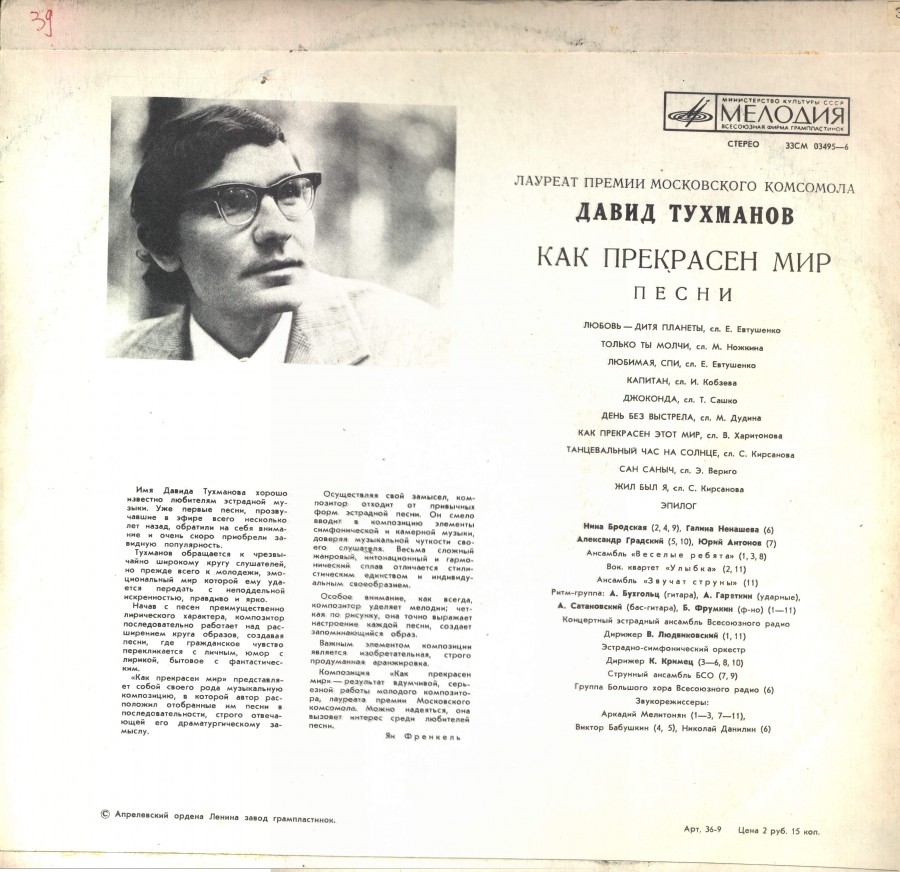 39
МИНИСТЕРСТВО КУЛЬТУРЫ СССР
МЕЛОДИЯ
ВСЕСОЮЗНАЯ ФИРМА ГРАМПЛАСТИНОК
СТЕРЕО 33СМ 03495—6
ЛАУРЕАТ ПРЕМИИ МОСКОВСКОГО КОМСОМОЛА
ДАВИД ТУХМАНОВ
КАК ПРЕКРАСЕН МИР
ПЕСНИ
ЛЮБОВЬ — ДИТЯ ПЛАНЕТЫ, сл. Е. Евтушенко
ТОЛЬКО ТЫ МОЛЧИ, сл. М. Ножкина
ЛЮБИМАЯ, СПИ, сл. Е. Евтушенко
КАПИТАН, сл. И. Кобзева
ДЖОКОНДА, сл. Т. Сашко
ДЕНЬ БЕЗ ВЫСТРЕЛА, сл. М. Дудина
КАК ПРЕКРАСЕН ЭТОТ МИР, сл. В. Харитонова
ТАНЦЕВАЛЬНЫЙ ЧАС НА СОЛНЦЕ, сл. С. Кирсанова
САН САНЫЧ, сл. Э. Вериго
ЖИЛ БЫЛ Я, сл. С. Кирсанова
ЭПИЛОГ
Нина Бродская (2, 4, 9), Галина Ненашева (6)
Александр Градский (5, 10), Юрий Антонов (7)
Ансамбль «Веселые ребята» (1, 3, 8)
Вок. квартет «Улыбка» (2, 11)
Ансамбль «Звучат струны» (11)
Ритм-группа: А. Бухгольц (гитара), А. Гареткин (ударные),
А. Сатановский (бас-гитара), Б. Фрумкин (ф-но) (1—11)
Концертный эстрадный ансамбль Всесоюзного радио
Дирижер В. Людвиковский (1, 11)
Эстрадно-симфонический оркестр
Дирижер К. Кримец (3—6, 8, 10)
Струнный ансамбль БСО (7, 9)
Группа Большого хора Всесоюзного радио (6)
Звукорежиссеры:
Аркадий Мелитонян (1—3, 7—11),
Виктор Бабушкин (4, 5), Николай Данилин (6)
Имя Давида Тухманова хорошо
известно любителям эстрадной му-
зыки. Уже первые песни, прозву-
чавшие в эфире всего несколько
лет назад, обратили на себя внима-
ние и очень скоро приобрели за-
видную популярность.
Тухманов обращается к чрезвы-
чайно широкому кругу слушателей,
но прежде всего к молодежи, эмо-
циональный мир которой ему уда-
ется передать с неподдельной
искренностью, правдиво и ярко.
Начав с песен преимущественно
лирического характера, композитор
последовательно работает над рас-
ширением круга образов, создавая
песни, где гражданское чувство
перекликается с личным, юмор с
лирикой, бытовое с фантастичес-
ким.
«Как прекрасен мир» представля-
ет собой своего рода музыкальную
композицию, в которой автор рас-
положил отобранные им песни в
последовательности, строго отвеча-
ющей его драматургическому за-
мыслу.
Осуществляя свой замысел, ком-
позитор отходит от привычных
форм эстрадной песни. Он смело
вводит в композицию элементы
симфонической и камерной музыки,
доверяя музыкальной чуткости сво-
его слушателя. Весьма сложный
жанровый, интонационный и гармо-
нический сплав отличается стили-
стическим единством и индивиду-
альным своеобразием.
Особое внимание, как всегда,
композитор уделяет мелодии; чет-
кая по рисунку, она точно выражает
настроение каждой песни, создает
запоминающийся образ.
Важным элементом композиции
является изобретательная, строго
продуманная аранжировка.
Композиция «Как прекрасен
мир» — результат вдумчивой, серь-
езной работы молодого композито-
ра, лауреата премии Московского
комсомола. Можно надеяться, она
вызовет интерес среди любителей
песни.
Ян Френкель
© Апрелевский ордена Ленина завод грампластинок.
Арт. 36-9 Цена 2 руб. 15 коп.